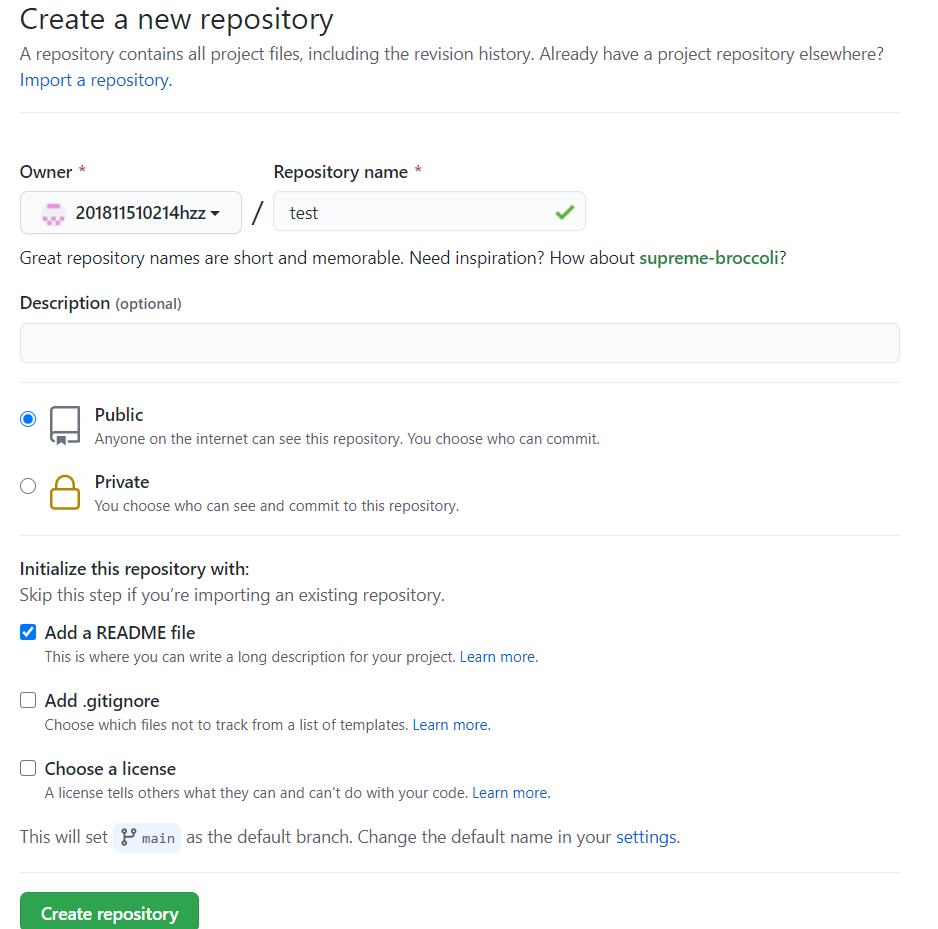 Create a new repository
A repository contains all project files, including the revision history. Already have a project repository elsewhere?
Import a repository.
Owner * Repository name *
201811510214hzz / test
Great repository names are short and memorable. Need inspiration? How about supreme-broccoli?
Description (optional)
Public
Anyone on the internet can see this repository. You choose who can commit.
Private
You choose who can see and commit to this repository.
Initialize this repository with:
Skip this step if you’re importing an existing repository.
Add a README file
This is where you can write a long description for your project. Learn more.
Add .gitignore
Choose which files not to track from a list of templates. Learn more.
Choose a license
A license tells others what they can and can't do with your code. Learn more.
This will set main as the default branch. Change the default name in your settings.
Create repository